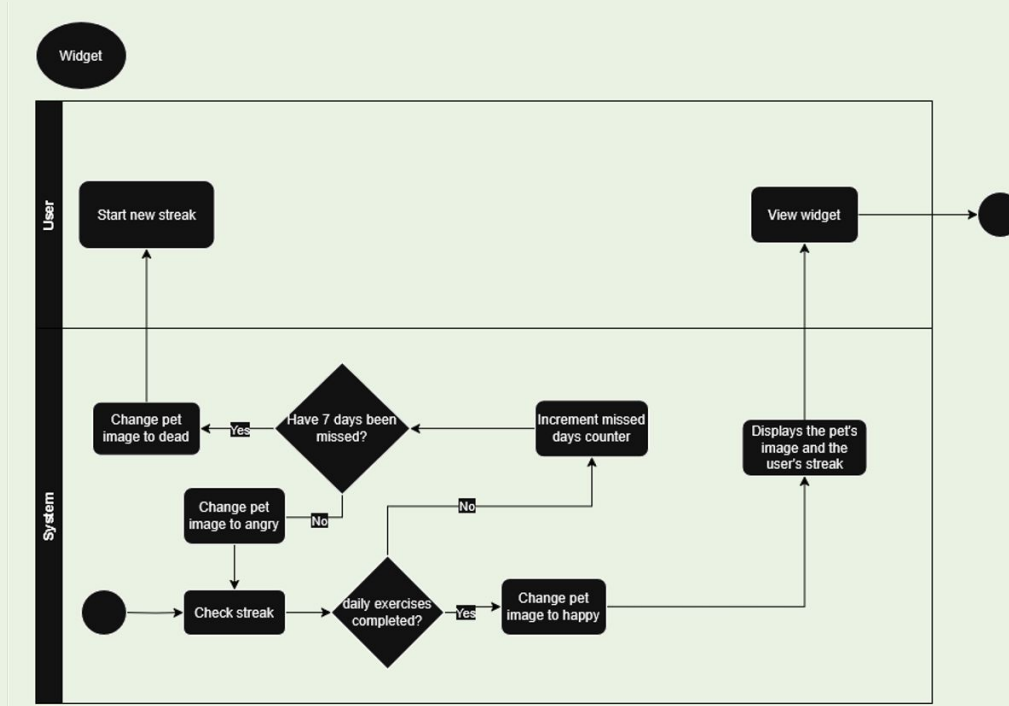 Widget
User
Start new streak
View widget
System
Change pet
image to dead
Yes
Have 7 days been
missed?
Increment missed
days counter
Displays the pet's
image and the
user's streak
Change pet
image to angry
No
No
Check streak
daily exercises
completed?
Yes
Change pet
image to happy